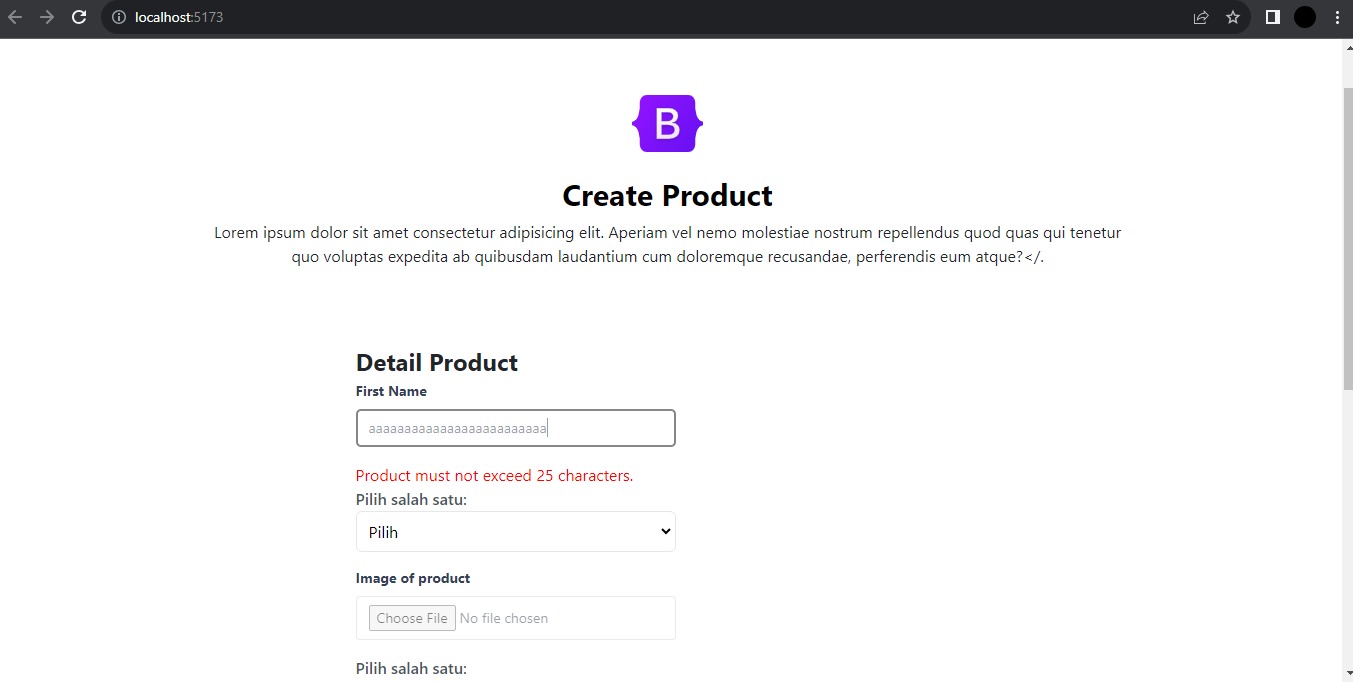 localhost:5173
B
Create Product
Lorem ipsum dolor sit amet consectetur adipisicing elit. Aperiam vel nemo molestiae nostrum repellendus quod quas qui tenetur
quo voluptas expedita ab quibusdam laudantium cum doloremque recusandae, perferendis eum atque?</.
Detail Product
First Name
aaaaaaaaaaaaaaaaaaaaaaaaaa
Product must not exceed 25 characters.
Pilih salah satu:
Pilih
Image of product
Choose File No file chosen
Pilih salah satu: